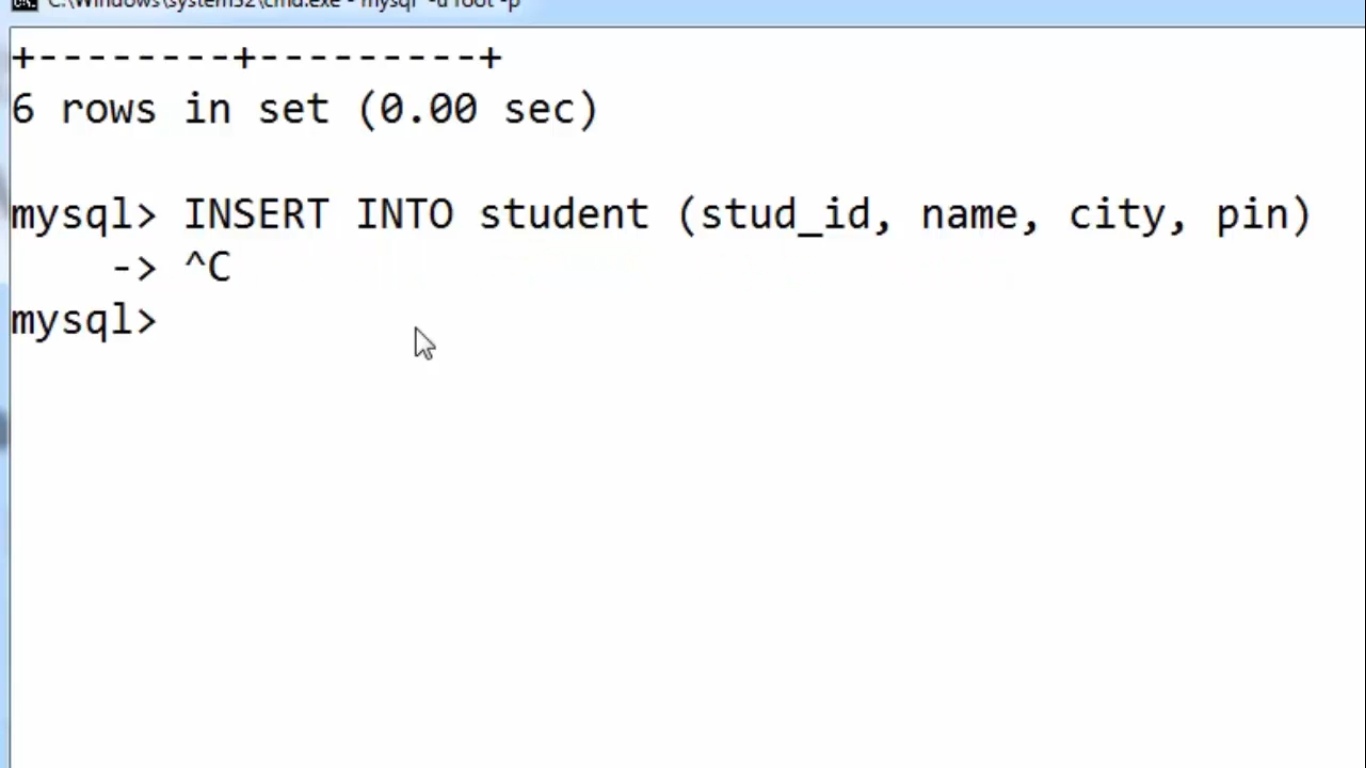 C:\Windows\system32\cmd.exe - mysql -u root -p
+--------+---------+
6 rows in set (0.00 sec)
mysql> INSERT INTO student (stud_id, name, city, pin)
    -> ^C
mysql>